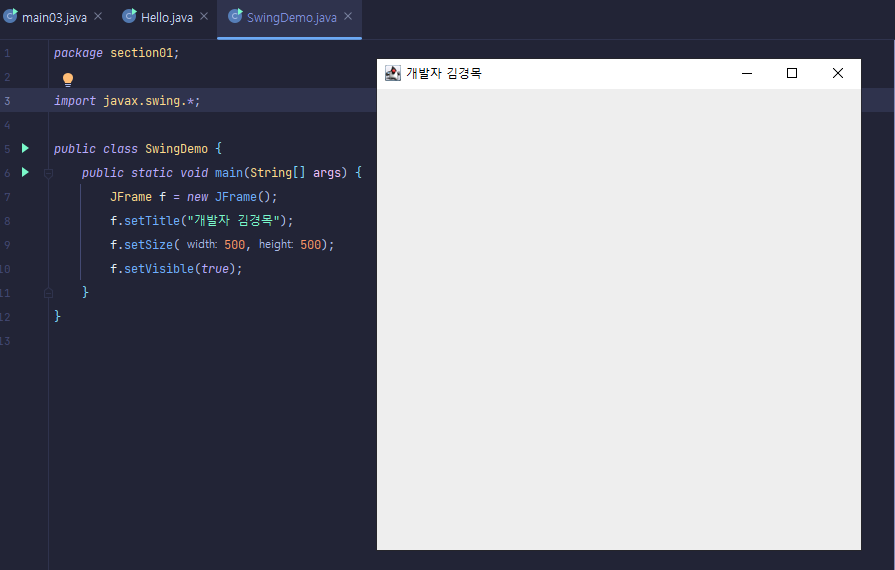 main03.java Hello.java SwingDemo.java
1 package section01;
2
3 import javax.swing.*;
4
5 public class SwingDemo {
6 public static void main(String[] args) {
7 JFrame f = new JFrame();
8 f.setTitle("개발자 김경목");
9 f.setSize( width: 500, height: 500);
10 f.setVisible(true);
11 }
12 }
13
개발자 김경목